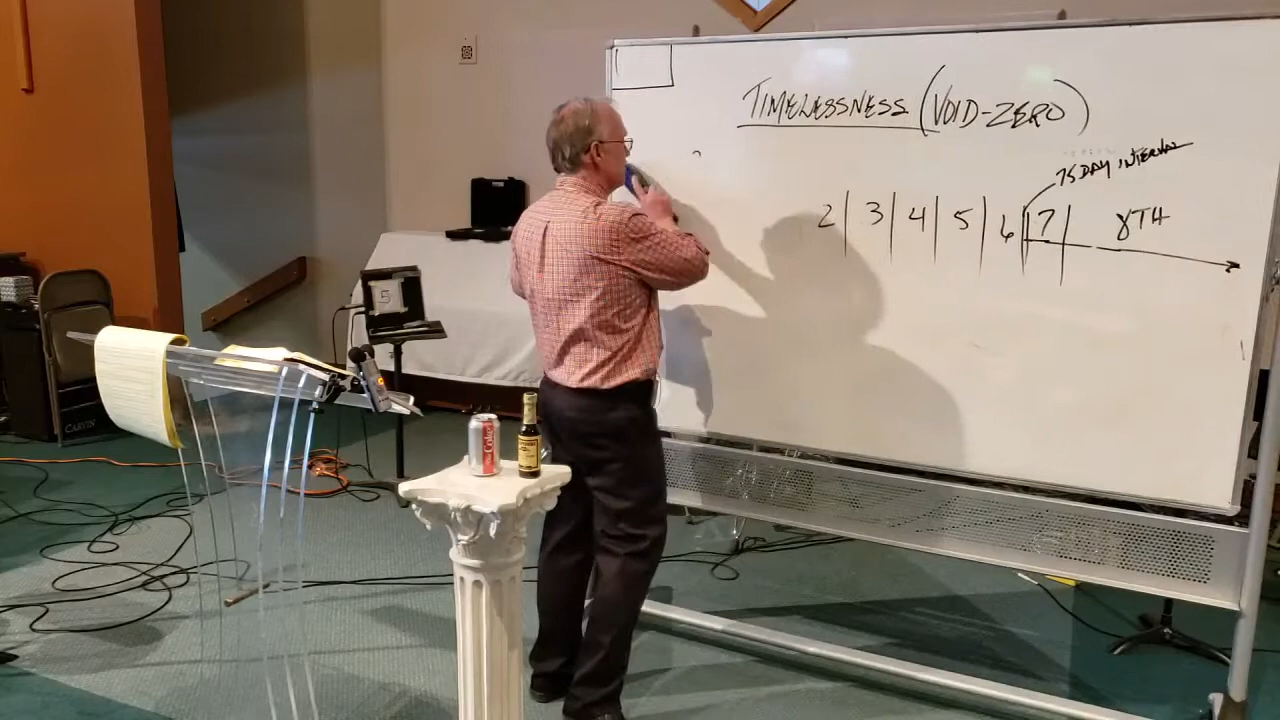 TIMELESSNESS (VOID-ZERO)
75 DAY INTERVAL
2 | 3 | 4 | 5 | 6 | 7 | 8TH
5
Coke
CARVIN